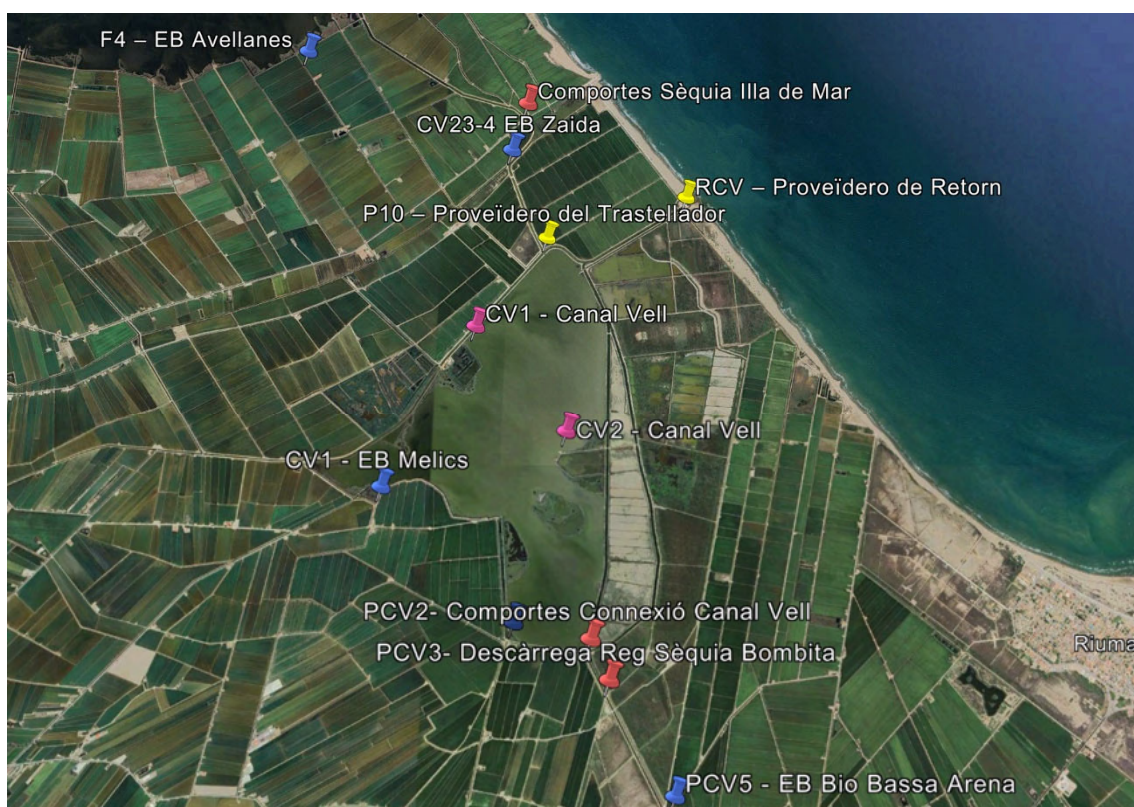 F4 – EB Avellanes
Comportes Sèquia Illa de Mar
CV23-4 EB Zaida
RCV – Proveïdero de Retorn
P10 – Proveïdero del Trastellador
CV1 - Canal Vell
CV2 - Canal Vell
CV1 - EB Melics
PCV2- Comportes Connexió Canal Vell
Riuma
PCV3- Descàrrega Reg Sèquia Bombita
PCV5 - EB Bio Bassa Arena